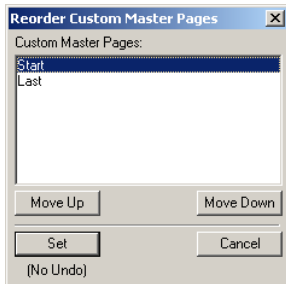 Reorder Custom Master Pages
Custom Master Pages:
Start
Last
Move Up
Move Down
Set
Cancel
(No Undo)